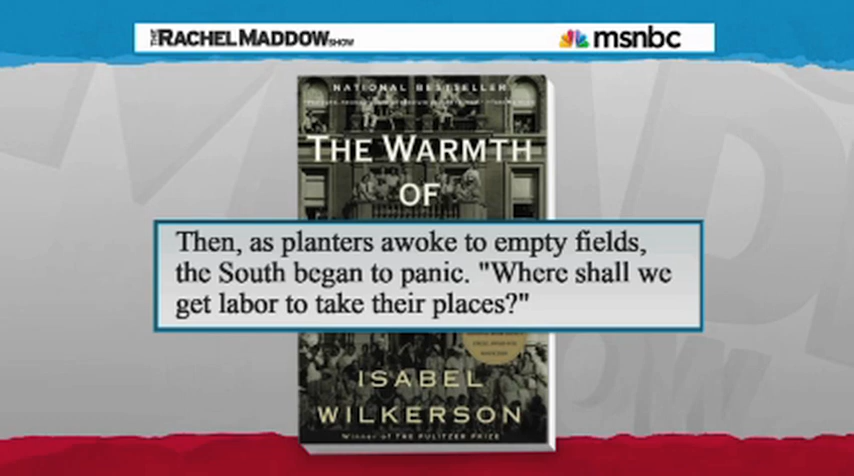 THE RACHEL MADDOW SHOW
msnbc
NATIONAL BESTSELLER
THE WARMTH
OF
Then, as planters awoke to empty fields,
the South began to panic. "Where shall we
get labor to take their places?"
ISABEL
WILKERSON
Winner of THE PULITZER PRIZE